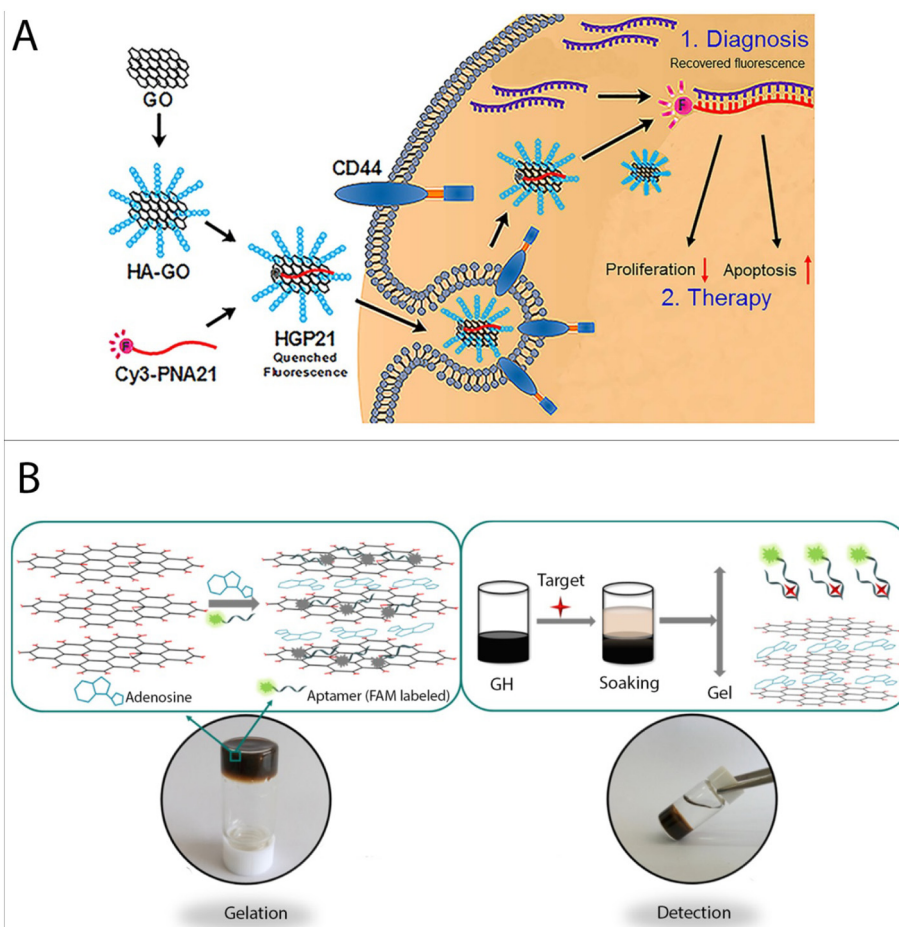 A
GO
HA-GO
F
Cy3-PNA21
HGP21
Quenched
Fluorescence
CD44
1. Diagnosis
Recovered fluorescence
F
Proliferation
Apoptosis
2. Therapy
B
Adenosine
Aptamer (FAM labeled)
Target
GH
Soaking
Gel
Gelation
Detection